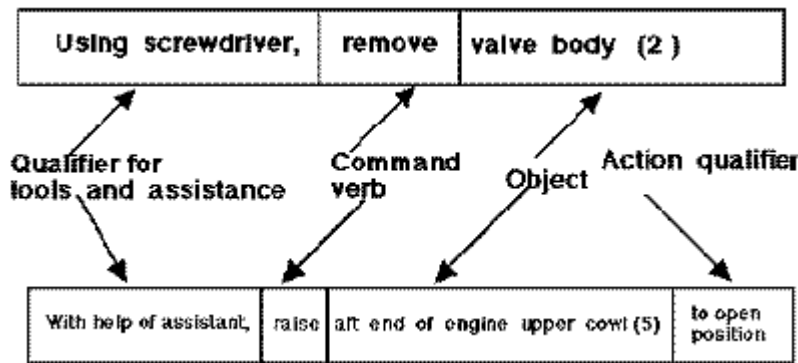 Using screwdriver, remove valve body (2)
Qualifier for
tools and assistance
Command
verb
Object
Action qualifier
With help of assistant, raise aft end of engine upper cowl (5) to open
position